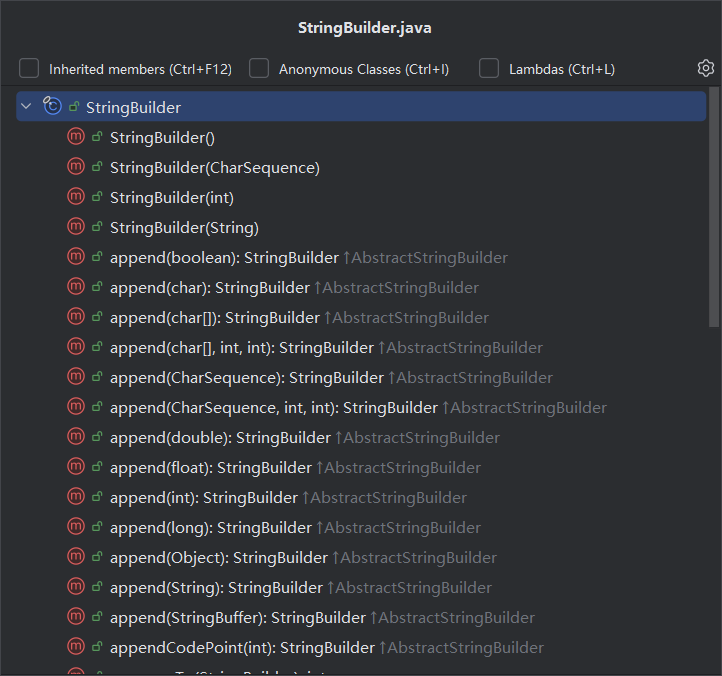 StringBuilder.java
Inherited members (Ctrl+F12) Anonymous Classes (Ctrl+I) Lambdas (Ctrl+L)
StringBuilder
StringBuilder()
StringBuilder(CharSequence)
StringBuilder(int)
StringBuilder(String)
append(boolean): StringBuilder ↑AbstractStringBuilder
append(char): StringBuilder ↑AbstractStringBuilder
append(char[]): StringBuilder ↑AbstractStringBuilder
append(char[], int, int): StringBuilder ↑AbstractStringBuilder
append(CharSequence): StringBuilder ↑AbstractStringBuilder
append(CharSequence, int, int): StringBuilder ↑AbstractStringBuilder
append(double): StringBuilder ↑AbstractStringBuilder
append(float): StringBuilder ↑AbstractStringBuilder
append(int): StringBuilder ↑AbstractStringBuilder
append(long): StringBuilder ↑AbstractStringBuilder
append(Object): StringBuilder ↑AbstractStringBuilder
append(String): StringBuilder ↑AbstractStringBuilder
append(StringBuffer): StringBuilder ↑AbstractStringBuilder
appendCodePoint(int): StringBuilder ↑AbstractStringBuilder